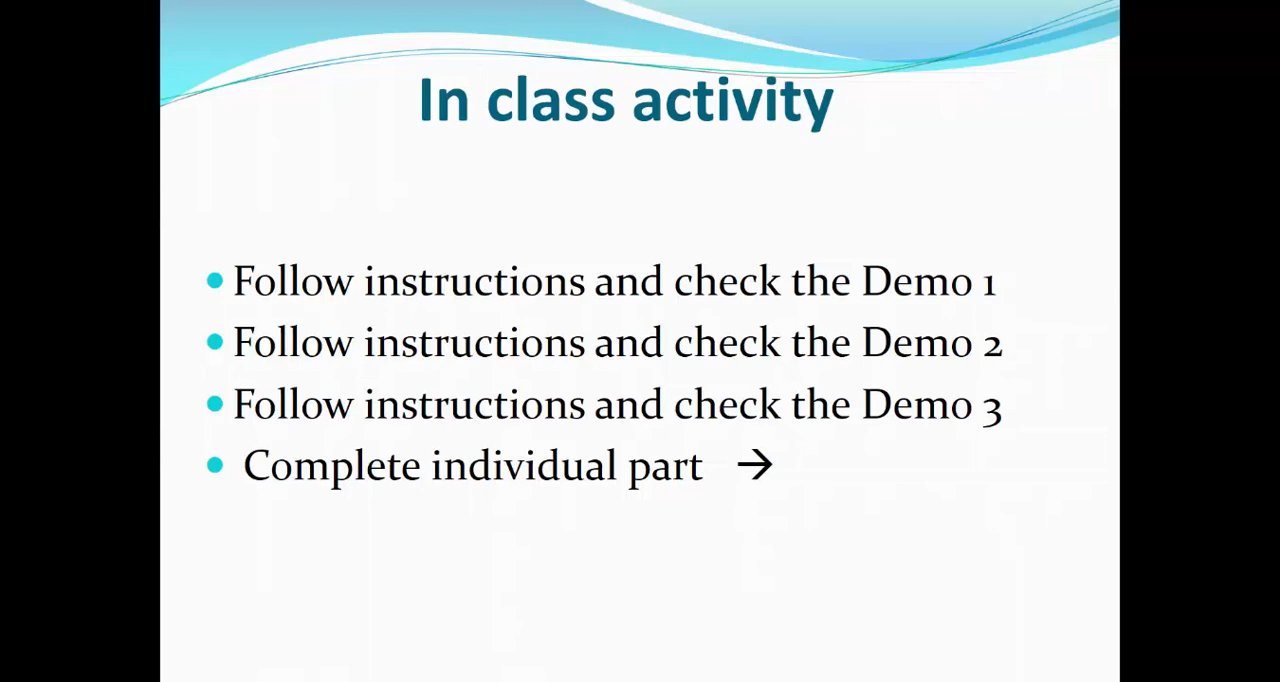 In class activity
Follow instructions and check the Demo 1
Follow instructions and check the Demo 2
Follow instructions and check the Demo 3
Complete individual part →